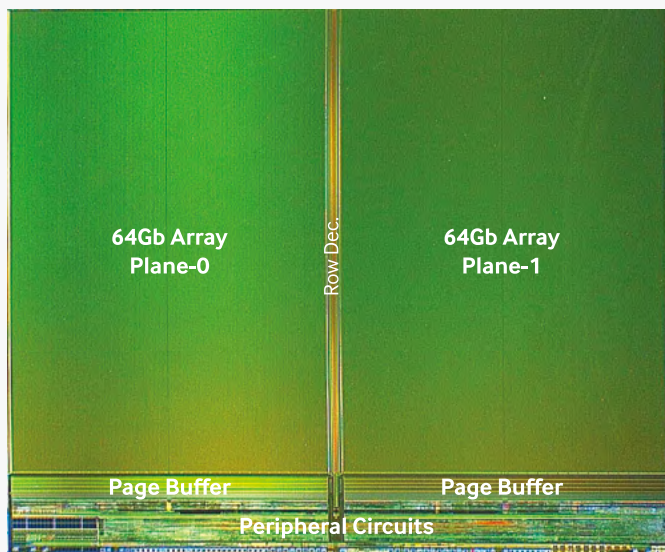 64Gb Array
Plane-0
Row Dec.
64Gb Array
Plane-1
Page Buffer
Page Buffer
Peripheral Circuits